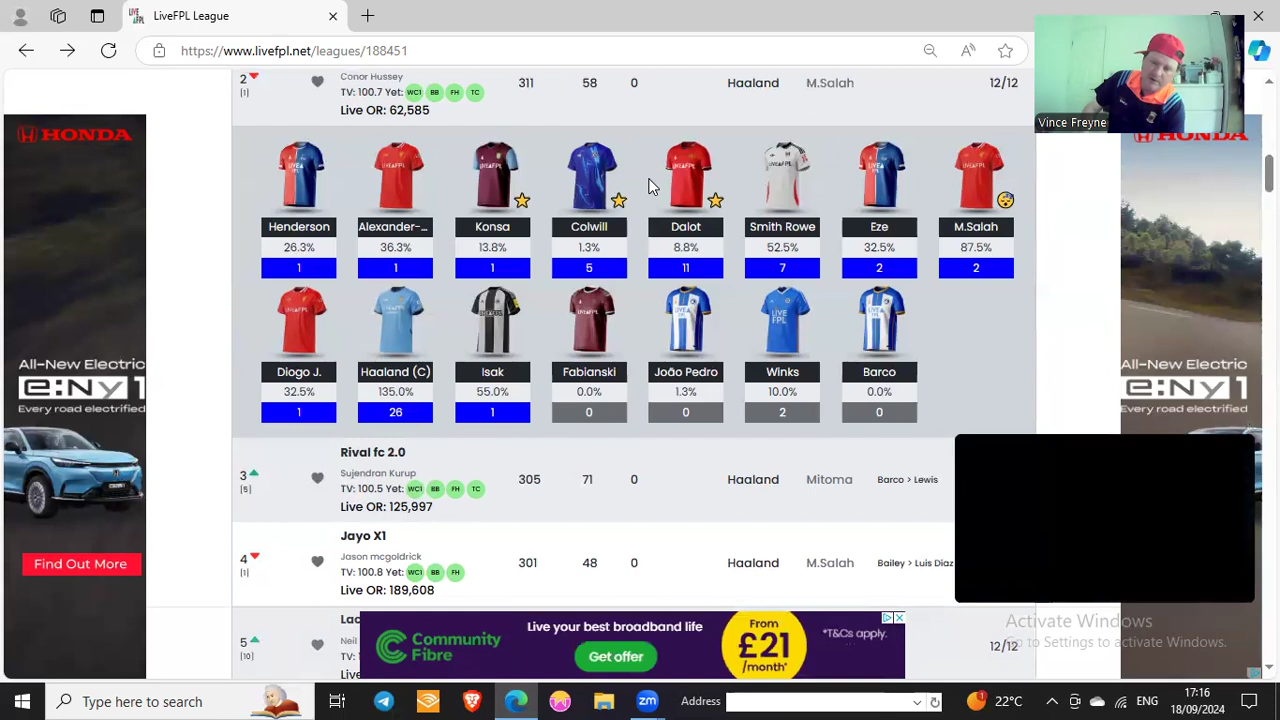 LiveFPL League
https://www.livefpl.net/leagues/188451
Vince Freyne
2
[1]
Conor Hussey
TV: 100.7 Yet: WC1 BB FH TC
Live OR: 62,585
311 58 0 Haaland M.Salah 12/12
HONDA
HONDA
Henderson Alexander-... Konsa Colwill Dalot Smith Rowe Eze M.Salah
26.3% 36.3% 13.8% 1.3% 8.8% 52.5% 32.5% 87.5%
1 1 1 5 11 7 2 2
Diogo J. Haaland (C) Isak Fabianski João Pedro Winks Barco
32.5% 135.0% 55.0% 0.0% 1.3% 10.0% 0.0%
1 26 1 0 0 2 0
All-New Electric
e:Ny1
Every road electrified
Find Out More
All-New Electric
e:Ny1
Every road electrified
Rival fc 2.0
3
[5]
Sujendran Kurup
TV: 100.5 Yet: WC1 BB FH TC
Live OR: 125,997
305 71 0 Haaland Mitoma Barco > Lewis
Jayo X1
4
[1]
Jason mcgoldrick
TV: 100.8 Yet: WC1 BB FH
Live OR: 189,608
301 48 0 Haaland M.Salah Bailey > Luis Diaz
5
[10]
Lac
Neil
TV: 1
Live
12/12
Community
Fibre
Live your best broadband life
Get offer
From
£21
/month*
*T&Cs apply.
Activate Windows
Go to Settings to activate Windows.
Type here to search
zm
Address
1
22°C
ENG
17:16
18/09/2024